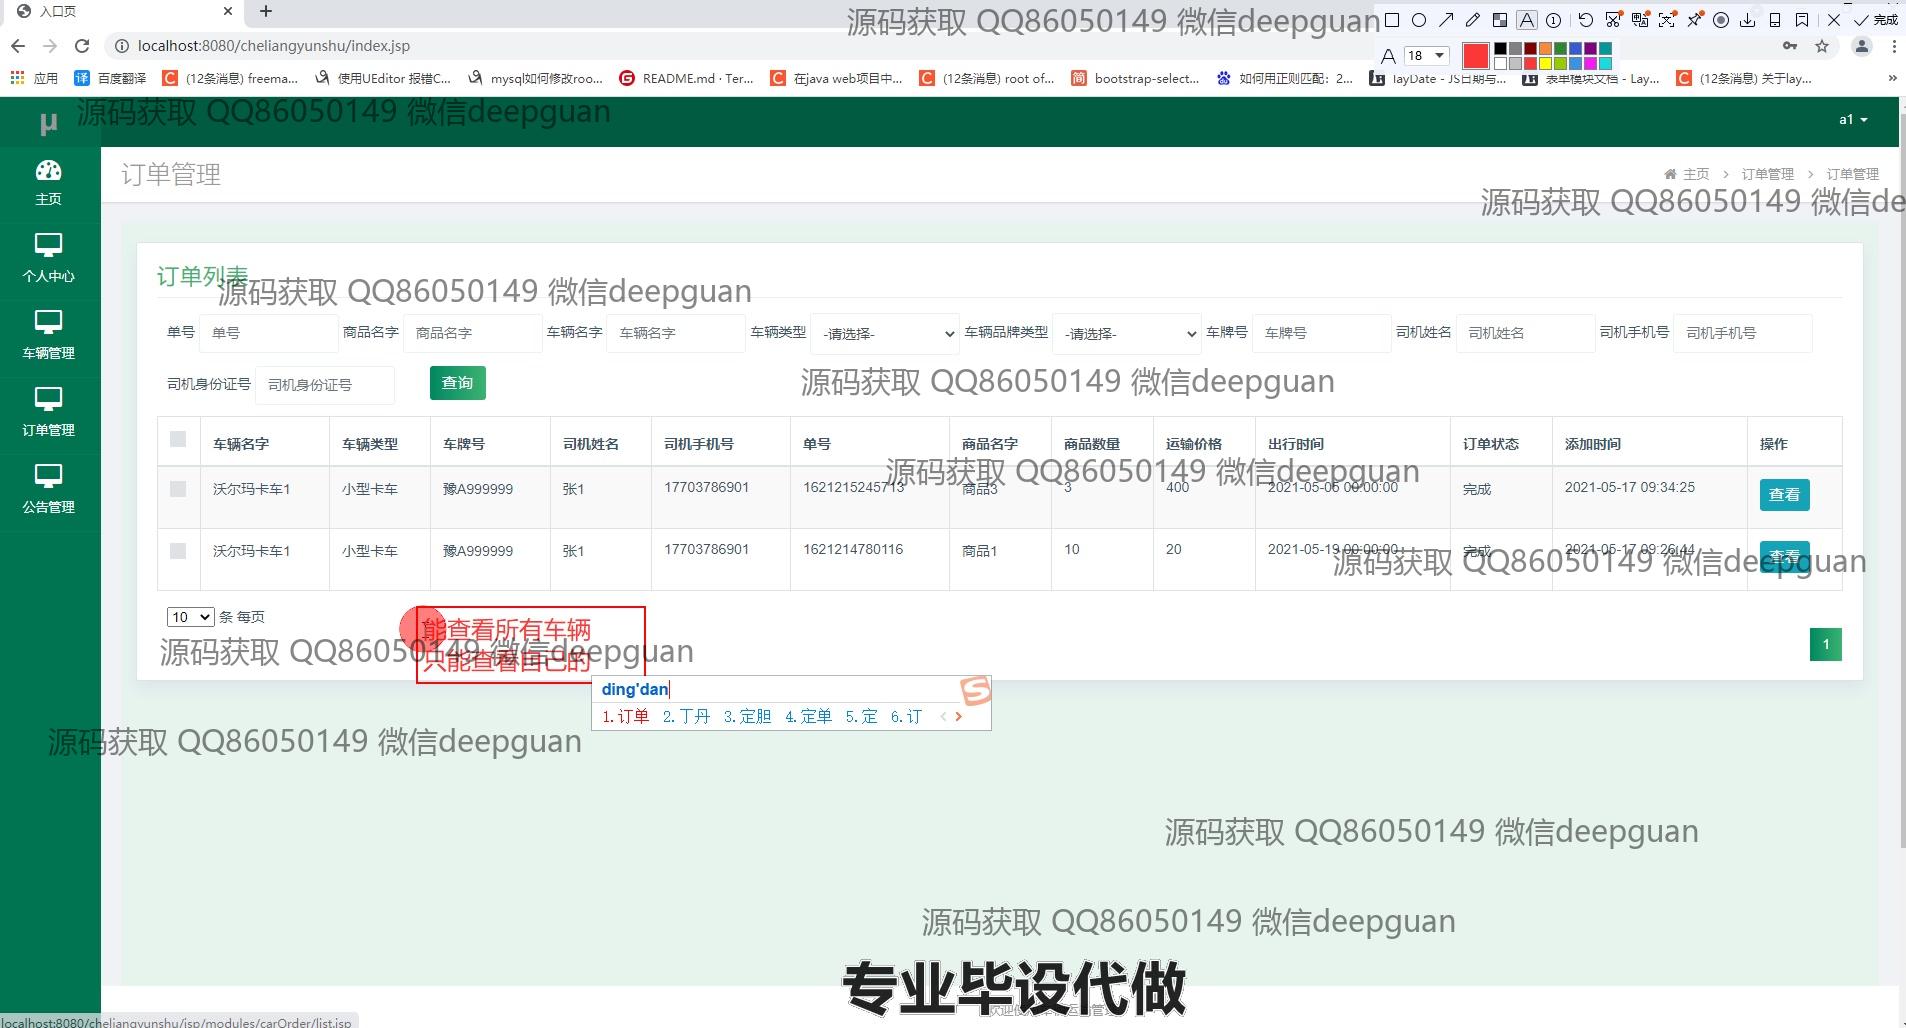 入口页
源码获取 QQ86050149 微信deepguan
完成
localhost:8080/cheliangyunshu/index.jsp
18
应用
百度翻译
(12条消息) freema...
使用UEditor 报错C...
mysql如何修改roo...
README.md · Ter...
在java web项目中...
(12条消息) root of...
bootstrap-select...
如何用正则匹配：2...
layDate - JS日期与...
表单模块文档 - Lay...
(12条消息) 关于lay...
μ
源码获取 QQ86050149 微信deepguan
a1
主页
个人中心
车辆管理
订单管理
公告管理
订单管理
主页 > 订单管理 > 订单管理
源码获取 QQ86050149 微信de
订单列表
源码获取 QQ86050149 微信deepguan
单号 单号 商品名字 商品名字 车辆名字 车辆名字 车辆类型 -请选择- 车辆品牌类型 -请选择- 车牌号 车牌号 司机姓名 司机姓名 司机手机号 司机手机号
司机身份证号 司机身份证号 查询
源码获取 QQ86050149 微信deepguan
车辆名字 车辆类型 车牌号 司机姓名 司机手机号 单号 商品名字 商品数量 运输价格 出行时间 订单状态 添加时间 操作
源码获取 QQ86050149 微信deepguan
沃尔玛卡车1 小型卡车 豫A999999 张1 17703786901 1621215245713 商品3 3 400 2021-05-06 00:00:00 完成 2021-05-17 09:34:25 查看
沃尔玛卡车1 小型卡车 豫A999999 张1 17703786901 1621214780116 商品1 10 20 2021-05-19 00:00:00 完成 2021-05-17 09:26:44 查看
源码获取 QQ86050149 微信deepguan
10 条 每页
能查看所有车辆
只能查看自己的
源码获取 QQ86050149 微信deepguan
1
ding'dan
1.订单 2.丁丹 3.定胆 4.定单 5.定 6.订
源码获取 QQ86050149 微信deepguan
源码获取 QQ86050149 微信deepguan
源码获取 QQ86050149 微信deepguan
专业毕设代做
localhost:8080/cheliangyunshu/jsp/modules/carOrder/list.jsp